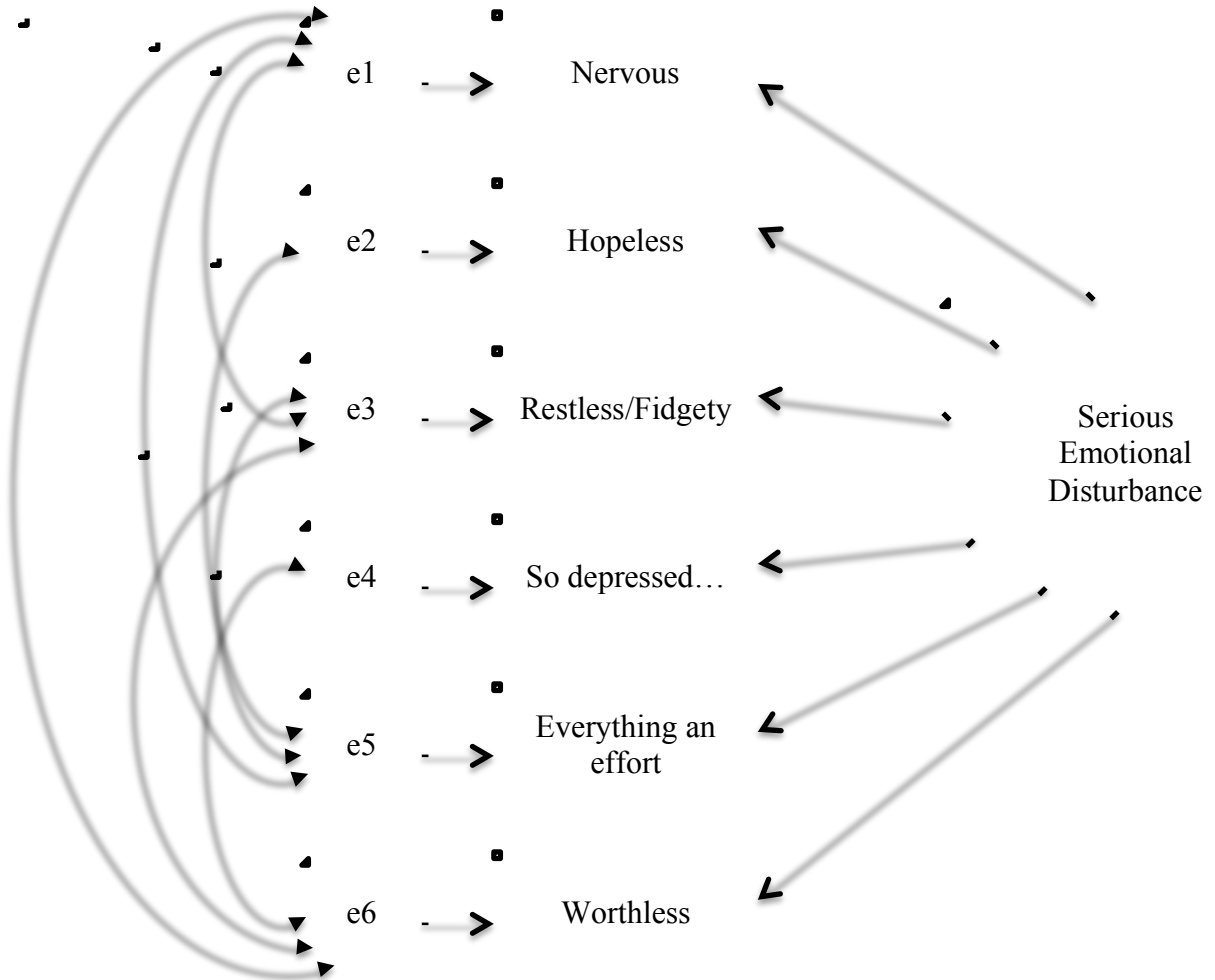 e1
Nervous
e2
Hopeless
e3
Restless/Fidgety
Serious
Emotional
Disturbance
e4
So depressed…
e5
Everything an
effort
e6
Worthless